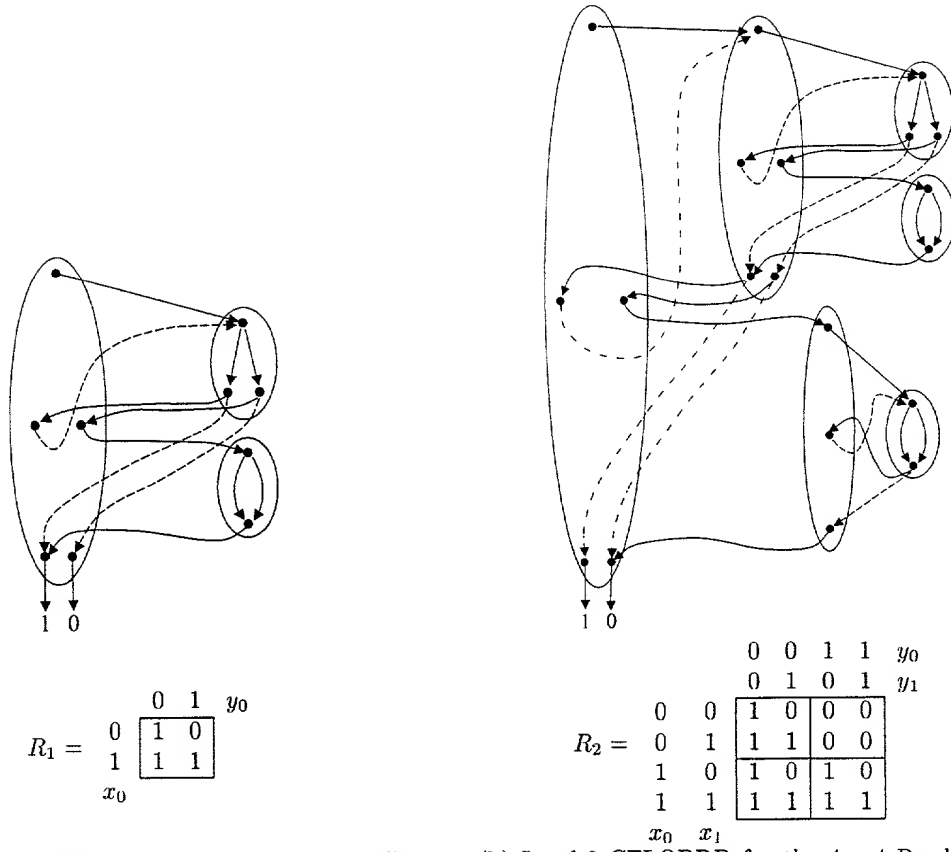 1 0
1 0
0 1 y0
R1 = 0 1 0
1 1 1
x0
0 0 1 1 y0
0 1 0 1 y1
R2 = 0 0 1 0 0 0
0 1 1 1 0 0
1 0 1 0 1 0
1 1 1 1 1 1
x0 x1